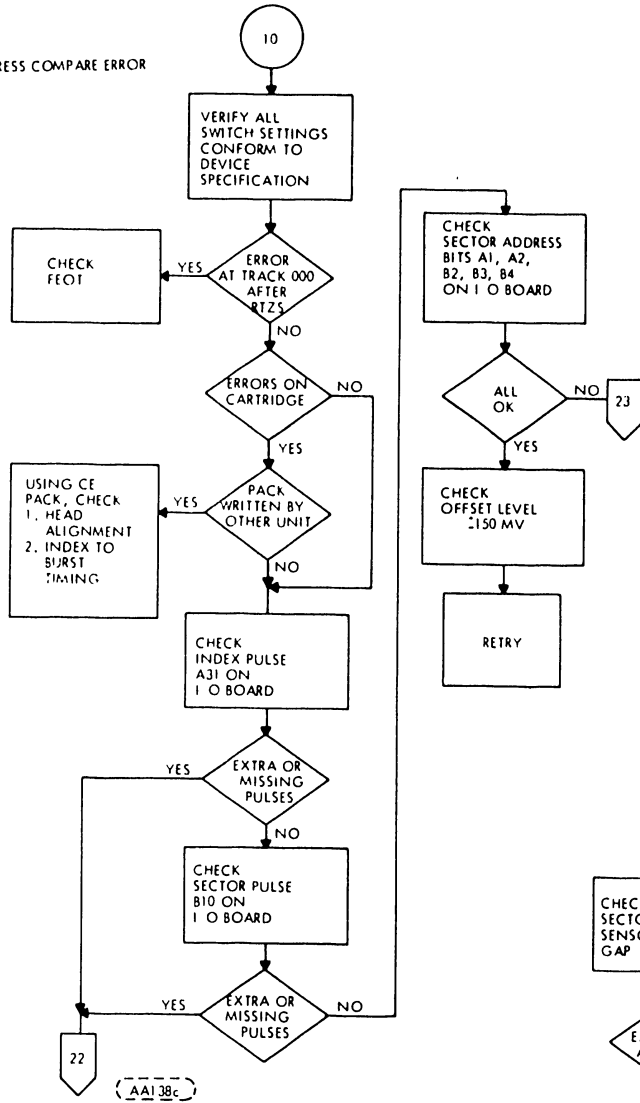 10
RESS COMPARE ERROR
VERIFY ALL
SWITCH SETTINGS
CONFORM TO
DEVICE
SPECIFICATION
ERROR
AT TRACK 000
AFTER
RTZS
YES
CHECK
FEOT
NO
ERRORS ON
CARTRIDGE
NO
YES
PACK
WRITTEN BY
OTHER UNIT
YES
USING CE
PACK, CHECK
1. HEAD
ALIGNMENT
2. INDEX TO
BURST
TIMING
NO
CHECK
INDEX PULSE
A31 ON
I O BOARD
EXTRA OR
MISSING
PULSES
YES
NO
CHECK
SECTOR PULSE
B10 ON
I O BOARD
EXTRA OR
MISSING
PULSES
YES
NO
22
AA138c
CHECK
SECTOR ADDRESS
BITS A1, A2,
B2, B3, B4
ON I O BOARD
ALL
OK
NO
23
YES
CHECK
OFFSET LEVEL
±150 MV
RETRY
CHEC
SECTO
SENSO
GAP
E
A